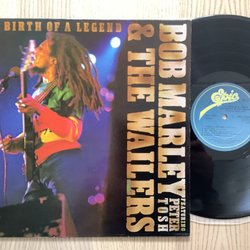 BIRTH OF A LEGEND
BOB MARLEY
& THE WAILERS
FEATURING
PETER
TOSH
Epic